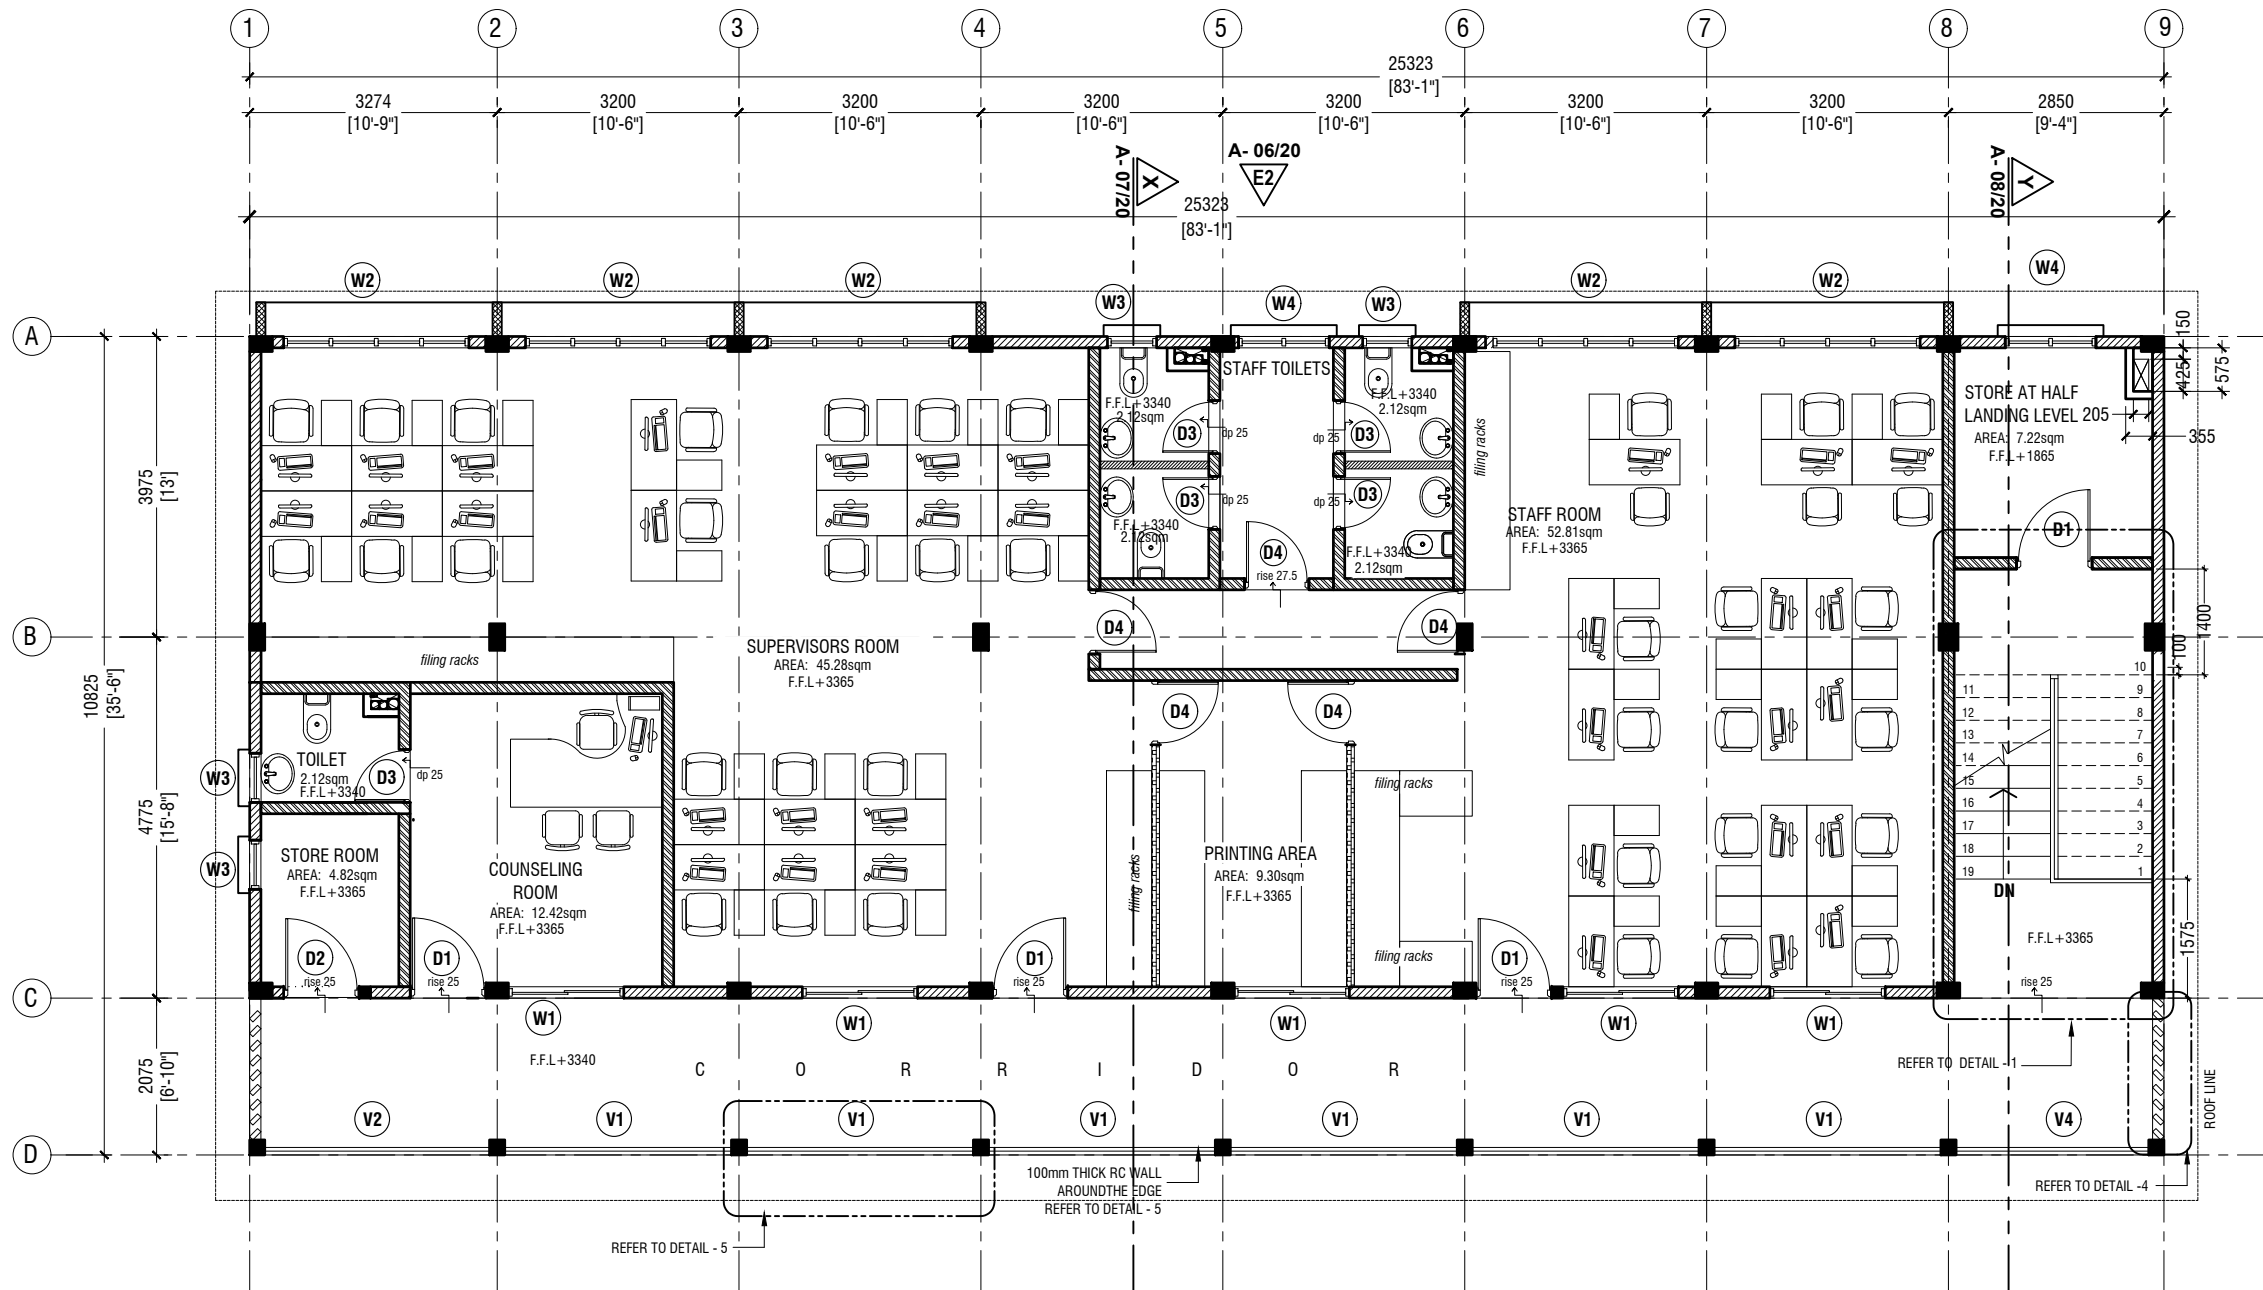 1 2 3 4 5 6 7 8 9
25323
[83'-1"]
3274 3200 3200 3200 3200 3200 3200 2850
[10'-9"] [10'-6"] [10'-6"] [10'-6"] [10'-6"] [10'-6"] [10'-6"] [9'-4"]
A- 07/20
X
A- 06/20
E2
A- 08/20
Y
25323
[83'-1"]
W2 W2 W2 W3 W4 W3 W2 W2 W4
A
B
C
D
10825
[35'-6"]
3975
[13']
4775
[15'-8"]
2075
[6'-10"]
150
425
575
205
355
1400
100
1575
STAFF TOILETS
F.F.L+3340
2.12sqm
D3
dp 25
F.F.L+3340
2.12sqm
D3
dp 25
F.F.L+3340
2.12sqm
D3
dp 25
F.F.L+3340
2.12sqm
D3
dp 25
D4
rise 27.5
filing racks
STAFF ROOM
AREA: 52.81sqm
F.F.L+3365
STORE AT HALF
LANDING LEVEL
AREA: 7.22sqm
F.F.L+1865
D1
D4 D4
SUPERVISORS ROOM
AREA: 45.28sqm
F.F.L+3365
filing racks
D4 D4
TOILET
2.12sqm
F.F.L+3340
D3
dp 25
W3
W3
STORE ROOM
AREA: 4.82sqm
F.F.L+3365
D2
rise 25
COUNSELING
ROOM
AREA: 12.42sqm
F.F.L+3365
D1
rise 25
D1
rise 25
filing racks
PRINTING AREA
AREA: 9.30sqm
F.F.L+3365
filing racks
filing racks
D1
rise 25
10
11 9
12 8
13 7
14 6
15 5
16 4
17 3
18 2
19 1
DN
F.F.L+3365
rise 25
W1 W1 W1 W1 W1
F.F.L+3340
C O R R I D O R
REFER TO DETAIL - 1
ROOF LINE
V2 V1 V1 V1 V1 V1 V1 V4
100mm THICK RC WALL
AROUNDTHE EDGE
REFER TO DETAIL - 5
REFER TO DETAIL -4
REFER TO DETAIL - 5